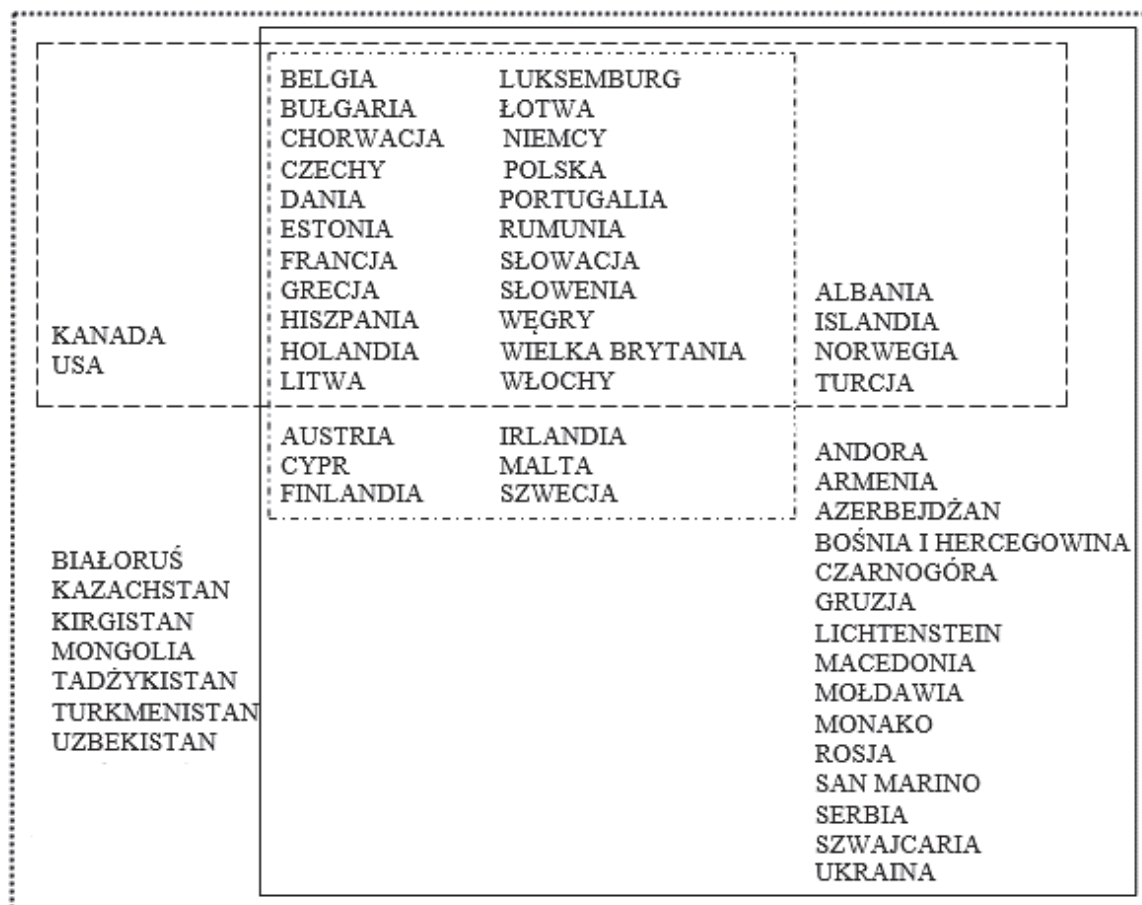 BELGIA LUKSEMBURG
BUŁGARIA ŁOTWA
CHORWACJA NIEMCY
CZECHY POLSKA
DANIA PORTUGALIA
ESTONIA RUMUNIA
FRANCJA SŁOWACJA
GRECJA SŁOWENIA
HISZPANIA WĘGRY
HOLANDIA WIELKA BRYTANIA
LITWA WŁOCHY
KANADA
USA
ALBANIA
ISLANDIA
NORWEGIA
TURCJA
AUSTRIA IRLANDIA
CYPR MALTA
FINLANDIA SZWECJA
BIAŁORUŚ
KAZACHSTAN
KIRGISTAN
MONGOLIA
TADŻYKISTAN
TURKMENISTAN
UZBEKISTAN
ANDORA
ARMENIA
AZERBEJDŻAN
BOŚNIA I HERCEGOWINA
CZARNOGÓRA
GRUZJA
LICHTENSTEIN
MACEDONIA
MOŁDAWIA
MONAKO
ROSJA
SAN MARINO
SERBIA
SZWAJCARIA
UKRAINA